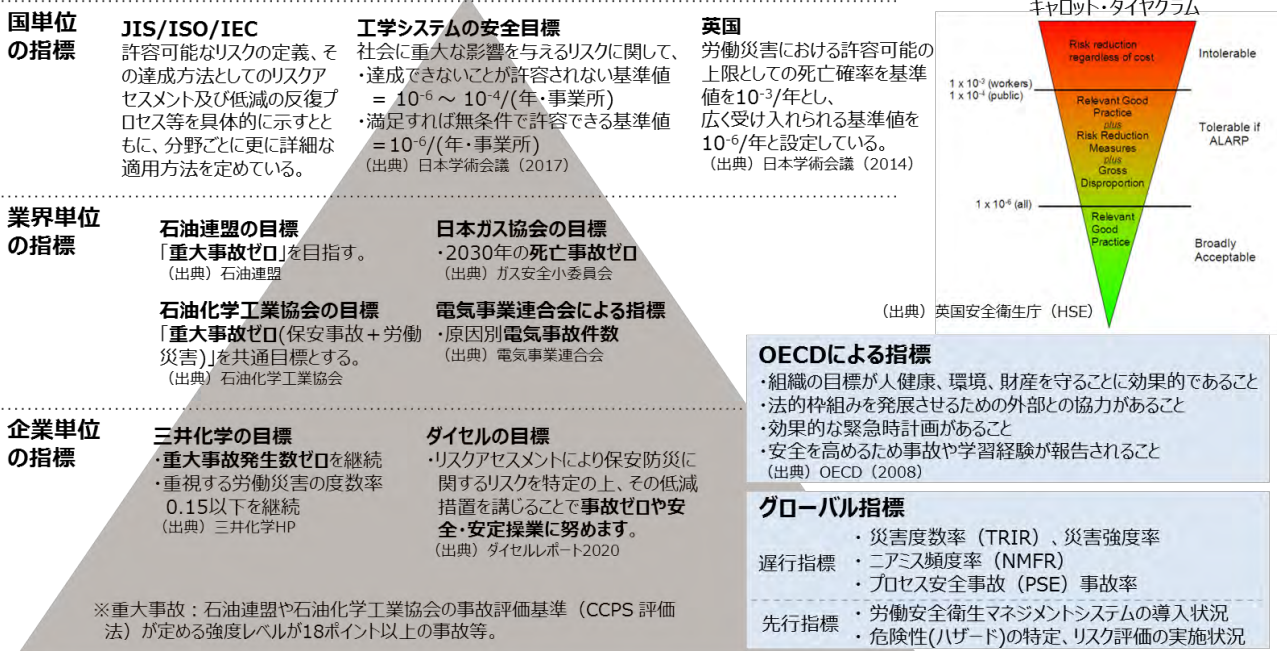 国単位
の指標
JIS/ISO/IEC
許容可能なリスクの定義、そ
の達成方法としてのリスクア
セスメント及び低減の反復プ
ロセス等を具体的に示すとと
もに、分野ごとに更に詳細な
適用方法を定めている。
工学システムの安全目標
社会に重大な影響を与えるリスクに関して、
・達成できないことが許容されない基準値
= 10⁻⁶ ~ 10⁻⁴/(年・事業所)
・満足すれば無条件で許容できる基準値
=10⁻⁶/(年・事業所)
(出典)日本学術会議(2017)
英国
労働災害における許容可能の
上限としての死亡確率を基準
値を10⁻³/年とし、
広く受け入れられる基準値を
10⁻⁶/年と設定している。
(出典)日本学術会議(2014)
キャロット・ダイヤグラム
Risk reduction
regardless of cost
Intolerable
1 x 10⁻³ (workers)
1 x 10⁻⁴ (public)
Relevant Good
Practice
plus
Risk Reduction
Measures
plus
Gross
Disproportion
Tolerable if
ALARP
1 x 10⁻⁶ (all)
Relevant
Good
Practice
Broadly
Acceptable
(出典)英国安全衛生庁(HSE)
業界単位
の指標
石油連盟の目標
「重大事故ゼロ」を目指す。
(出典)石油連盟
日本ガス協会の目標
・2030年の死亡事故ゼロ
(出典)ガス安全小委員会
石油化学工業協会の目標
「重大事故ゼロ(保安事故+労働
災害)」を共通目標とする。
(出典)石油化学工業協会
電気事業連合会による指標
・原因別電気事故件数
(出典)電気事業連合会
OECDによる指標
・組織の目標が人健康、環境、財産を守ることに効果的であること
・法的枠組みを発展させるための外部との協力があること
・効果的な緊急時計画があること
・安全を高めるため事故や学習経験が報告されること
(出典)OECD(2008)
企業単位
の指標
三井化学の目標
・重大事故発生数ゼロを継続
・重視する労働災害の度数率
0.15以下を継続
(出典)三井化学HP
ダイセルの目標
・リスクアセスメントにより保安防災に
関するリスクを特定の上、その低減
措置を講じることで事故ゼロや安
全・安定操業に努めます。
(出典)ダイセルレポート2020
グローバル指標
遅行指標
・災害度数率(TRIR)、災害強度率
・ニアミス頻度率(NMFR)
・プロセス安全事故(PSE)事故率
先行指標
・労働安全衛生マネジメントシステムの導入状況
・危険性(ハザード)の特定、リスク評価の実施状況
※重大事故:石油連盟や石油化学工業協会の事故評価基準(CCPS 評価
法)が定める強度レベルが18ポイント以上の事故等。